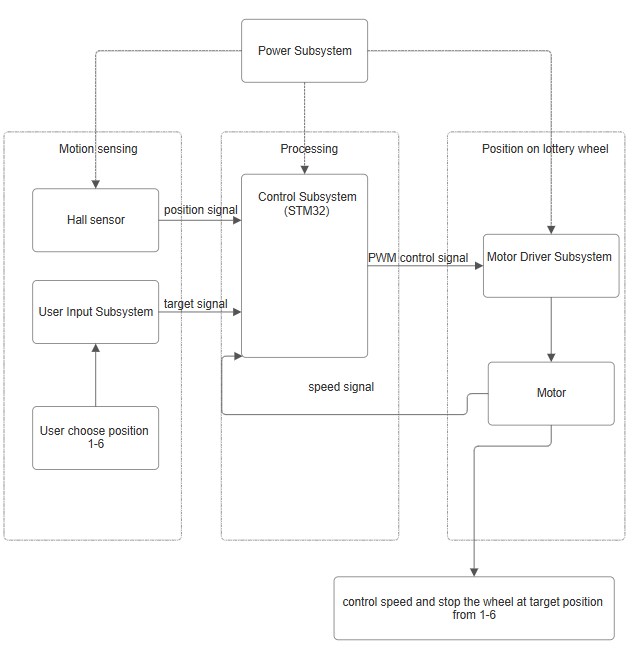 Power Subsystem
Motion sensing
Processing
Position on lottery wheel
Hall sensor
position signal
Control Subsystem
(STM32)
PWM control signal
Motor Driver Subsystem
User Input Subsystem
target signal
speed signal
Motor
User choose position
1-6
control speed and stop the wheel at target position
from 1-6